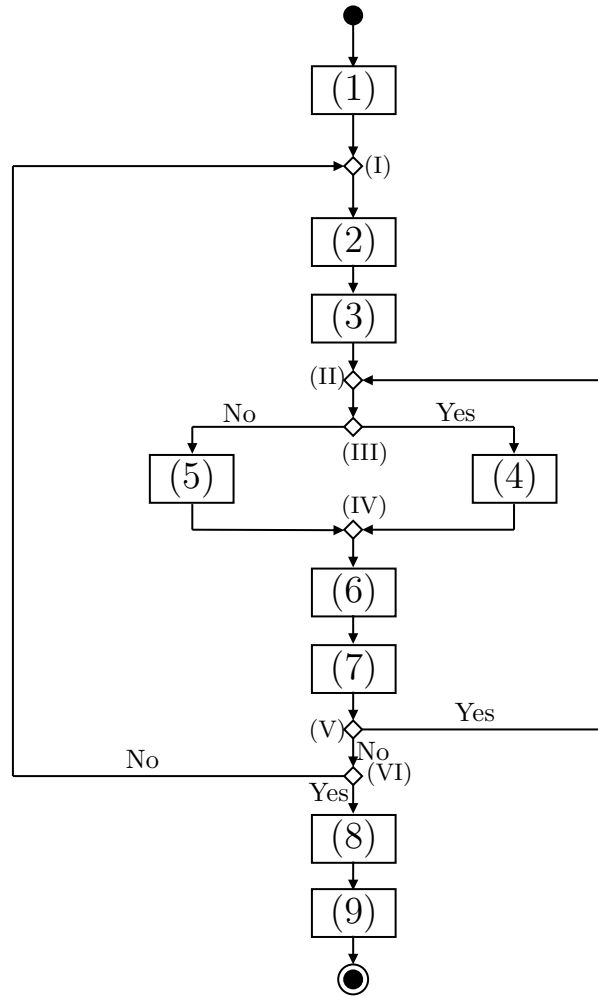 (1)
(I)
(2)
(3)
(II)
No
Yes
(III)
(5)
(4)
(IV)
(6)
(7)
(V)
Yes
No
No
(VI)
Yes
(8)
(9)